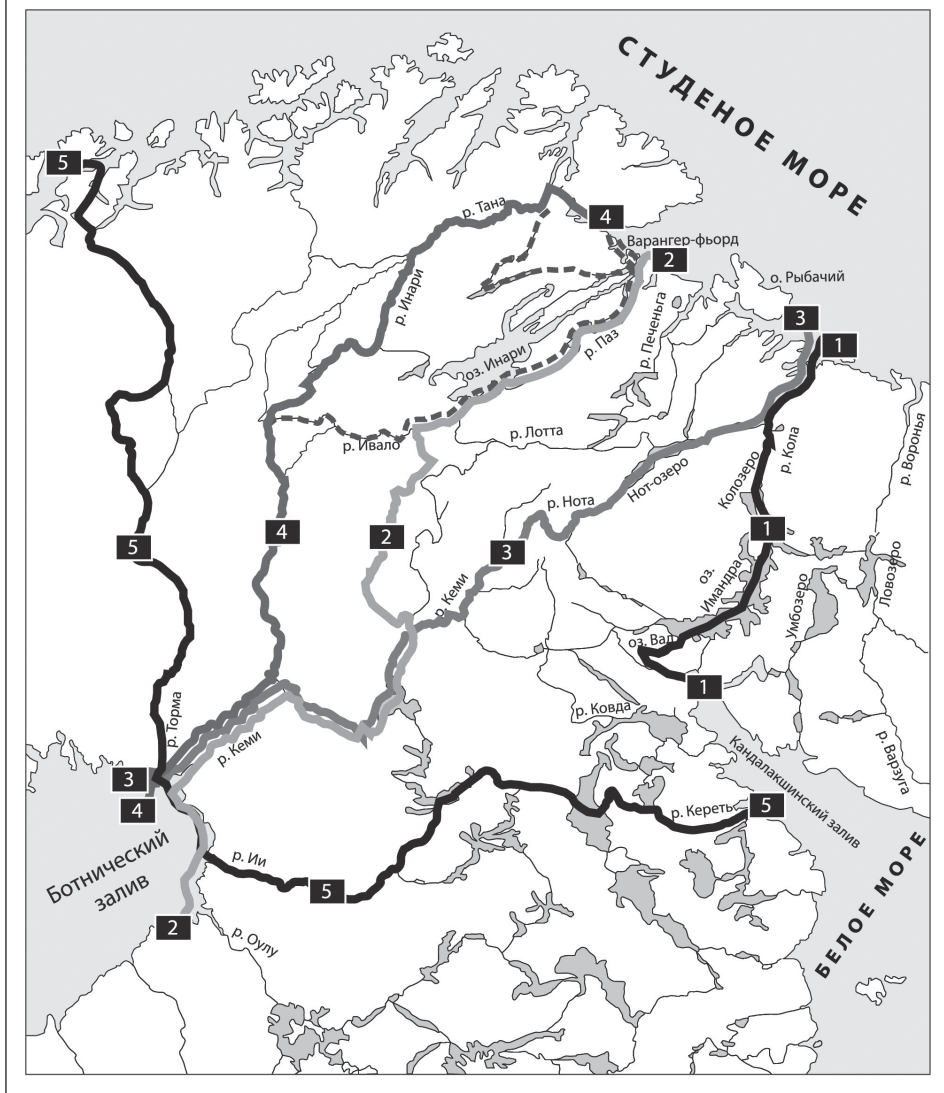 СТУДЕНОЕ МОРЕ
5
р. Тана
4
Варангер-фьорд
2
о. Рыбачий
р. Инари
р. Печеньга
3
1
оз. Инари
р. Паз
р. Ивало
р. Лотта
р. Кола
р. Воронья
Колозеро
Нот-озеро
р. Нота
4
2
1
5
3
оз.
Имандра
Умбозеро
Ловозеро
р. Кеми
оз. Вад
1
р. Ковда
р. Торма
р. Кеми
р. Варзуга
Кандалакшинский залив
3
4
5
р. Кереть
Ботнический
залив
р. Ии
5
БЕЛОЕ МОРЕ
2
р. Оулу